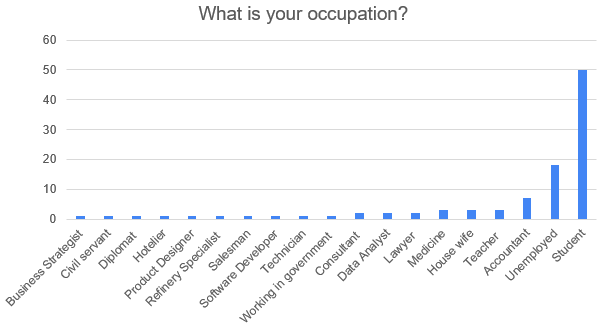 What is your occupation?
60
50
40
30
20
10
0
Business Strategist
Civil servant
Diplomat
Hotelier
Product Designer
Refinery Specialist
Salesman
Software Developer
Technician
Working in government
Consultant
Data Analyst
Lawyer
Medicine
House wife
Teacher
Accountant
Unemployed
Student